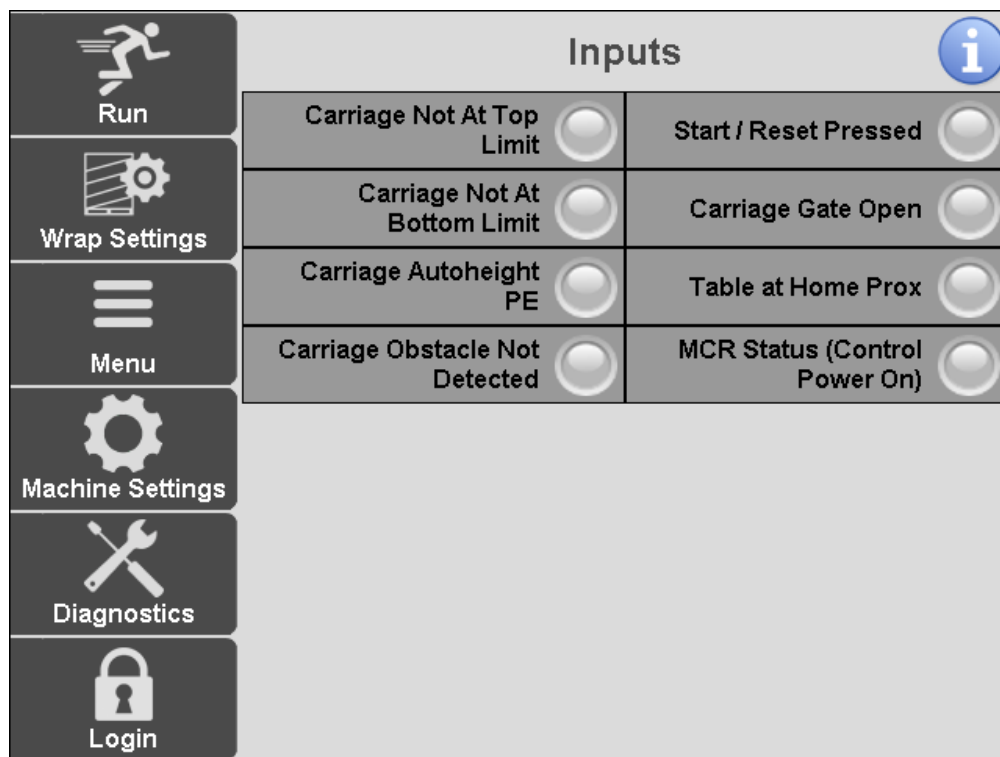 Inputs
i
Run
Wrap Settings
Menu
Machine Settings
Diagnostics
Login
Carriage Not At Top
Limit
Start / Reset Pressed
Carriage Not At
Bottom Limit
Carriage Gate Open
Carriage Autoheight
PE
Table at Home Prox
Carriage Obstacle Not
Detected
MCR Status (Control
Power On)